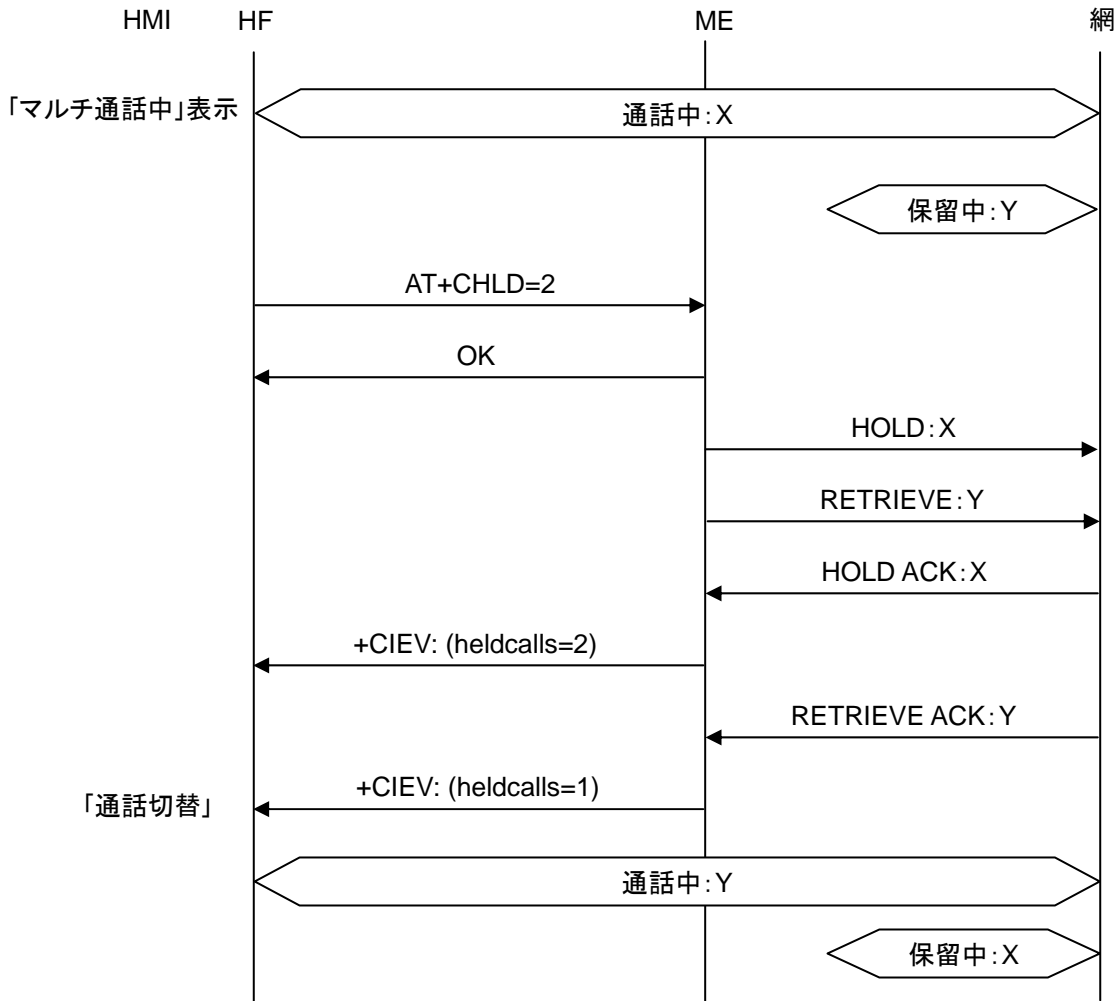 HMI HF ME 網
「マルチ通話中」表示 通話中：X
保留中：Y
AT+CHLD=2
OK
HOLD：X
RETRIEVE：Y
HOLD ACK：X
+CIEV: (heldcalls=2)
RETRIEVE ACK：Y
「通話切替」 +CIEV: (heldcalls=1)
通話中：Y
保留中：X